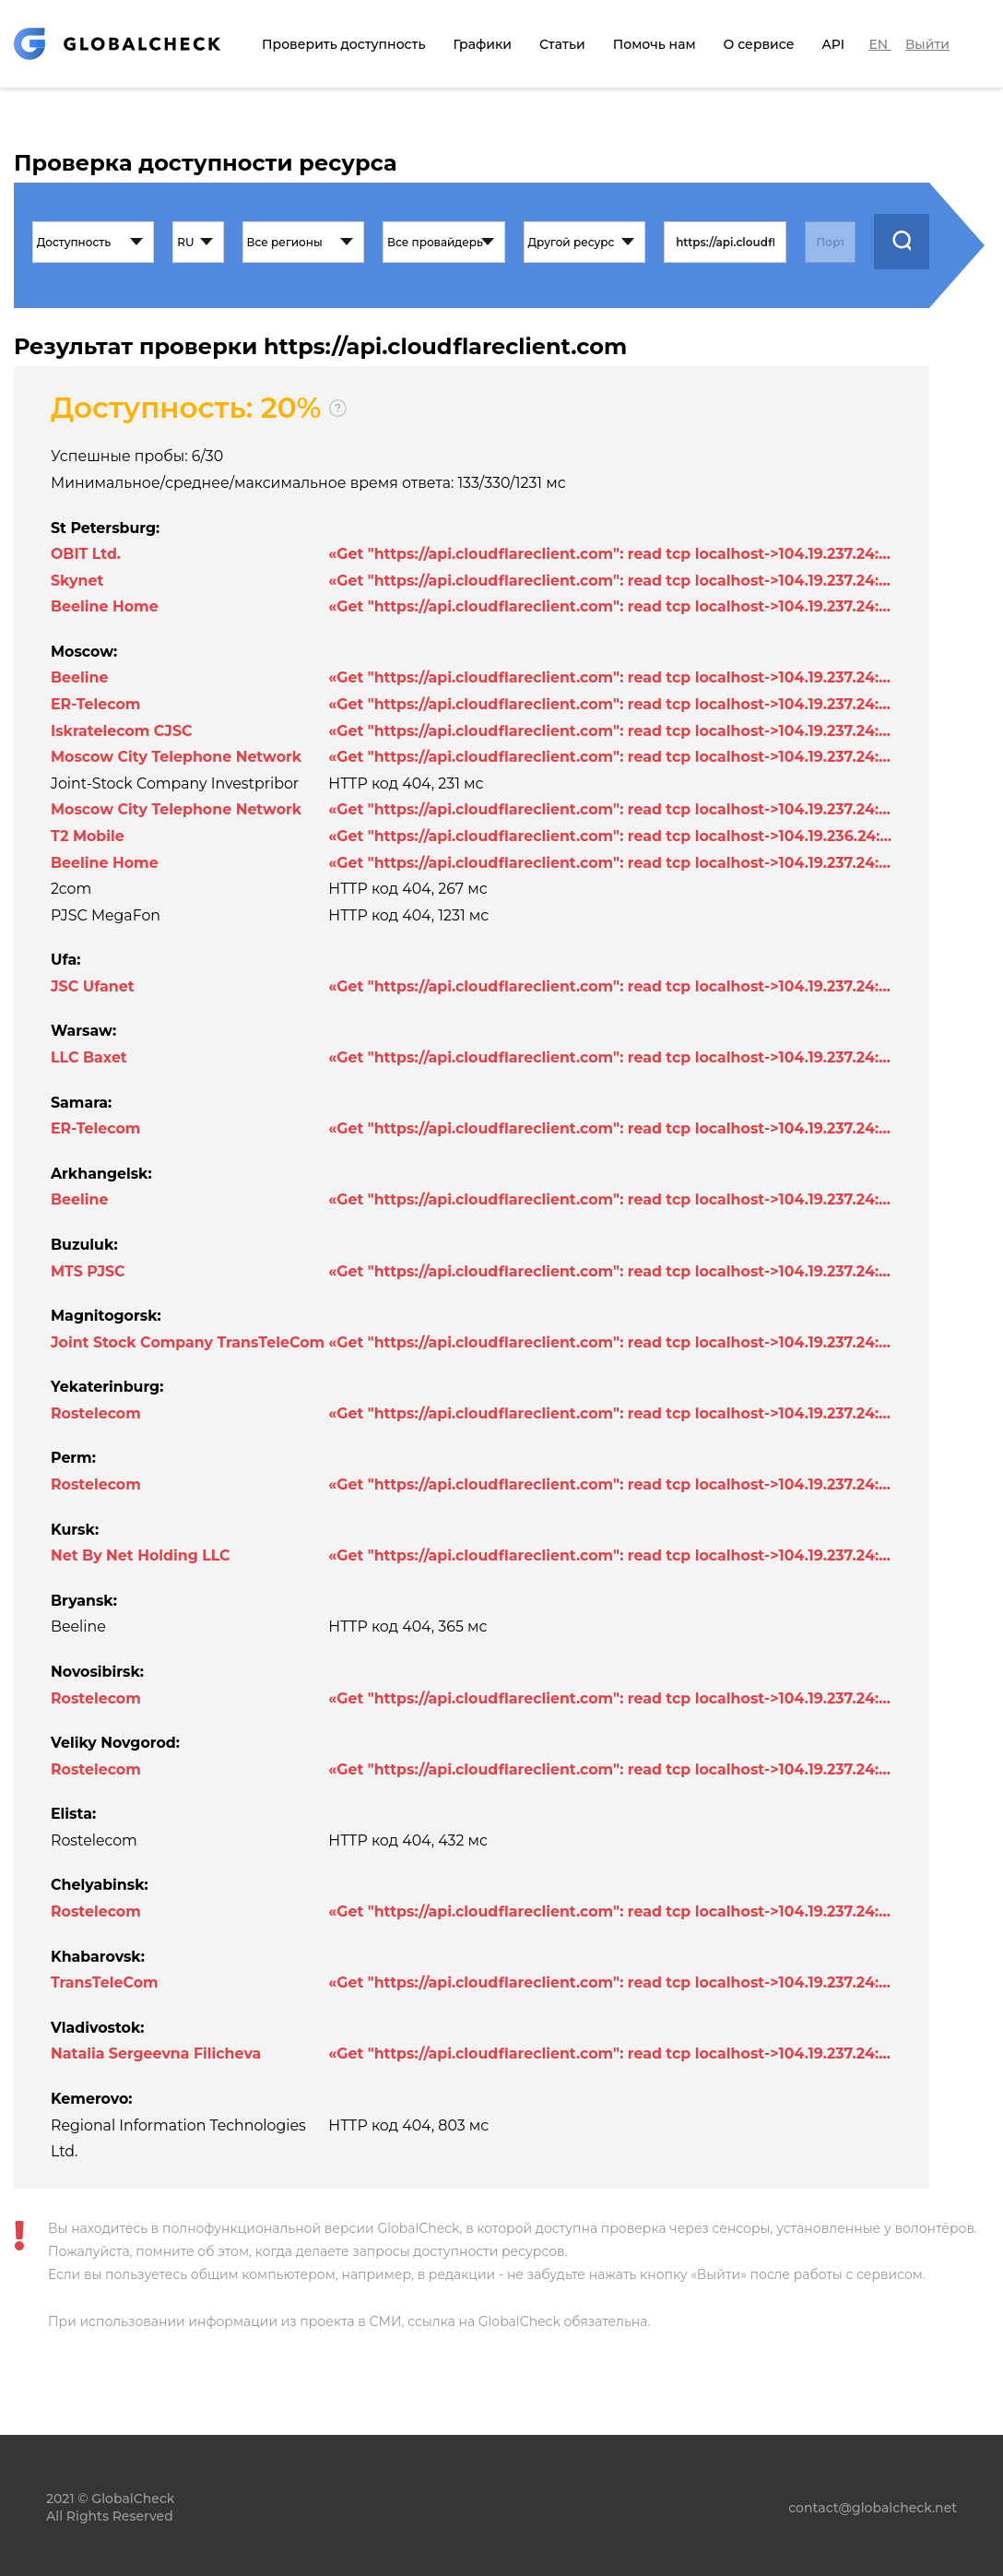 GLOBALCHECK
Проверить доступность Графики Статьи Помочь нам О сервисе API EN Выйти
Проверка доступности ресурса
Доступность RU Все регионы Все провайдеры Другой ресурс https://api.cloudfl Порт
Результат проверки https://api.cloudflareclient.com
Доступность: 20% ?
Успешные пробы: 6/30
Минимальное/среднее/максимальное время ответа: 133/330/1231 мс
St Petersburg:
OBIT Ltd. «Get "https://api.cloudflareclient.com": read tcp localhost->104.19.237.24:...
Skynet «Get "https://api.cloudflareclient.com": read tcp localhost->104.19.237.24:...
Beeline Home «Get "https://api.cloudflareclient.com": read tcp localhost->104.19.237.24:...
Moscow:
Beeline «Get "https://api.cloudflareclient.com": read tcp localhost->104.19.237.24:...
ER-Telecom «Get "https://api.cloudflareclient.com": read tcp localhost->104.19.237.24:...
Iskratelecom CJSC «Get "https://api.cloudflareclient.com": read tcp localhost->104.19.237.24:...
Moscow City Telephone Network «Get "https://api.cloudflareclient.com": read tcp localhost->104.19.237.24:...
Joint-Stock Company Investpribor HTTP код 404, 231 мс
Moscow City Telephone Network «Get "https://api.cloudflareclient.com": read tcp localhost->104.19.237.24:...
T2 Mobile «Get "https://api.cloudflareclient.com": read tcp localhost->104.19.236.24:...
Beeline Home «Get "https://api.cloudflareclient.com": read tcp localhost->104.19.237.24:...
2com HTTP код 404, 267 мс
PJSC MegaFon HTTP код 404, 1231 мс
Ufa:
JSC Ufanet «Get "https://api.cloudflareclient.com": read tcp localhost->104.19.237.24:...
Warsaw:
LLC Baxet «Get "https://api.cloudflareclient.com": read tcp localhost->104.19.237.24:...
Samara:
ER-Telecom «Get "https://api.cloudflareclient.com": read tcp localhost->104.19.237.24:...
Arkhangelsk:
Beeline «Get "https://api.cloudflareclient.com": read tcp localhost->104.19.237.24:...
Buzuluk:
MTS PJSC «Get "https://api.cloudflareclient.com": read tcp localhost->104.19.237.24:...
Magnitogorsk:
Joint Stock Company TransTeleCom «Get "https://api.cloudflareclient.com": read tcp localhost->104.19.237.24:...
Yekaterinburg:
Rostelecom «Get "https://api.cloudflareclient.com": read tcp localhost->104.19.237.24:...
Perm:
Rostelecom «Get "https://api.cloudflareclient.com": read tcp localhost->104.19.237.24:...
Kursk:
Net By Net Holding LLC «Get "https://api.cloudflareclient.com": read tcp localhost->104.19.237.24:...
Bryansk:
Beeline HTTP код 404, 365 мс
Novosibirsk:
Rostelecom «Get "https://api.cloudflareclient.com": read tcp localhost->104.19.237.24:...
Veliky Novgorod:
Rostelecom «Get "https://api.cloudflareclient.com": read tcp localhost->104.19.237.24:...
Elista:
Rostelecom HTTP код 404, 432 мс
Chelyabinsk:
Rostelecom «Get "https://api.cloudflareclient.com": read tcp localhost->104.19.237.24:...
Khabarovsk:
TransTeleCom «Get "https://api.cloudflareclient.com": read tcp localhost->104.19.237.24:...
Vladivostok:
Natalia Sergeevna Filicheva «Get "https://api.cloudflareclient.com": read tcp localhost->104.19.237.24:...
Kemerovo:
Regional Information Technologies HTTP код 404, 803 мс
Ltd.
Вы находитесь в полнофункциональной версии GlobalCheck, в которой доступна проверка через сенсоры, установленные у волонтёров.
Пожалуйста, помните об этом, когда делаете запросы доступности ресурсов.
Если вы пользуетесь общим компьютером, например, в редакции - не забудьте нажать кнопку «Выйти» после работы с сервисом.
При использовании информации из проекта в СМИ, ссылка на GlobalCheck обязательна.
2021 © GlobalCheck
All Rights Reserved
contact@globalcheck.net